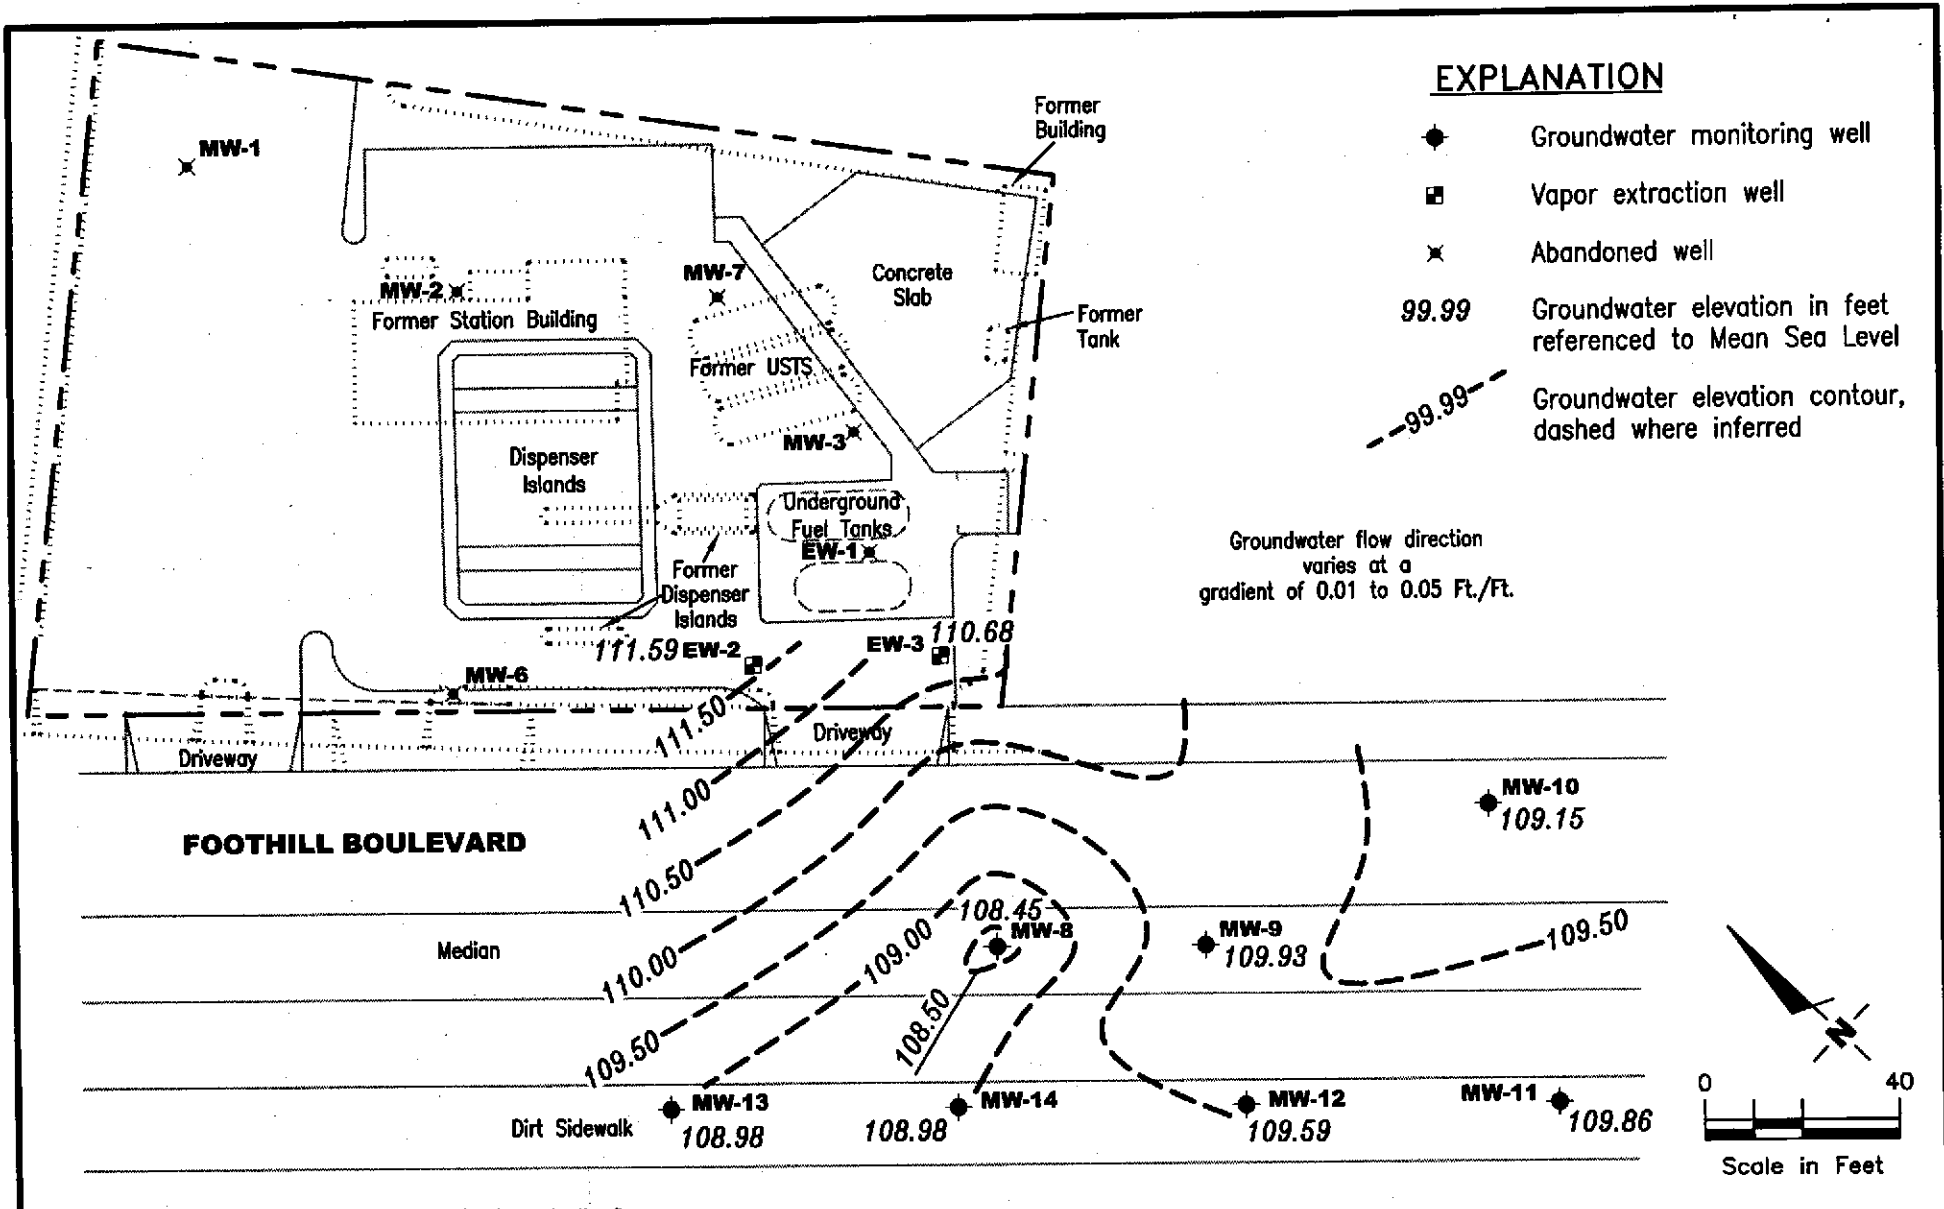 EXPLANATION
Groundwater monitoring well
Vapor extraction well
Abandoned well
99.99
Groundwater elevation in feet
referenced to Mean Sea Level
99.99
Groundwater elevation contour,
dashed where inferred
Groundwater flow direction
varies at a
gradient of 0.01 to 0.05 Ft./Ft.
Former
Building
MW-1
MW-2
MW-7
Concrete
Slab
Former Station Building
Former
Tank
Former USTS
MW-3
Dispenser
Islands
Underground
Fuel Tanks
EW-1
Former
Dispenser
Islands
111.59
EW-2
EW-3
110.68
MW-6
111.50
Driveway
Driveway
111.00
MW-10
109.15
FOOTHILL BOULEVARD
110.50
108.45
MW-8
109.00
MW-9
109.93
109.50
Median
110.00
108.50
109.50
N
MW-13
108.98
MW-14
108.98
MW-12
109.59
MW-11
109.86
Dirt Sidewalk
0
40
Scale in Feet